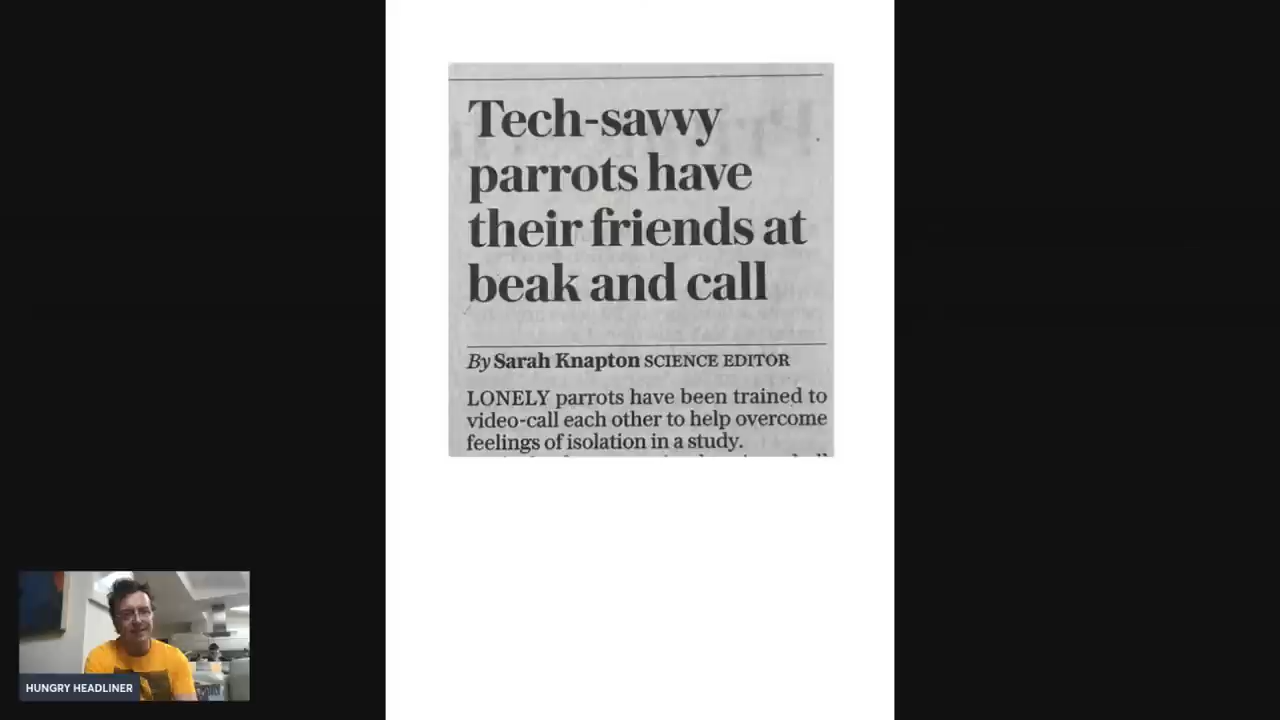 Tech-savvy
parrots have
their friends at
beak and call
By Sarah Knapton SCIENCE EDITOR
LONELY parrots have been trained to
video-call each other to help overcome
feelings of isolation in a study.
HUNGRY HEADLINER